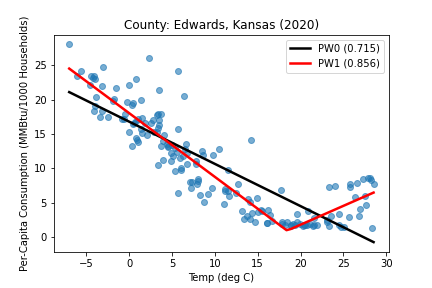 County: Edwards, Kansas (2020)
PW0 (0.715)
PW1 (0.856)
Per-Capita Consumption (MMBtu/1000 Households)
25
20
15
10
5
0
−5
0
5
10
15
20
25
30
Temp (deg C)